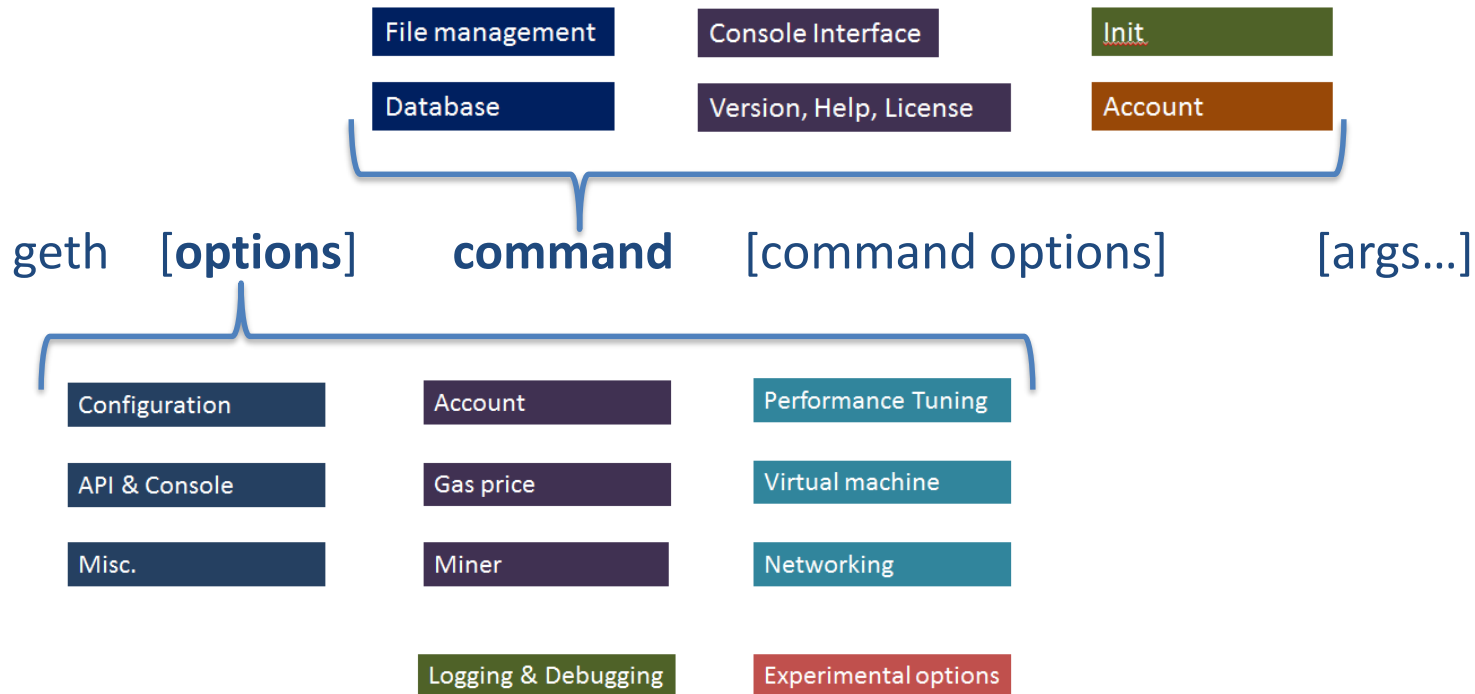 File management Console Interface Init
Database Version, Help, License Account
geth [options] command [command options] [args...]
Configuration Account Performance Tuning
API & Console Gas price Virtual machine
Misc. Miner Networking
Logging & Debugging Experimental options